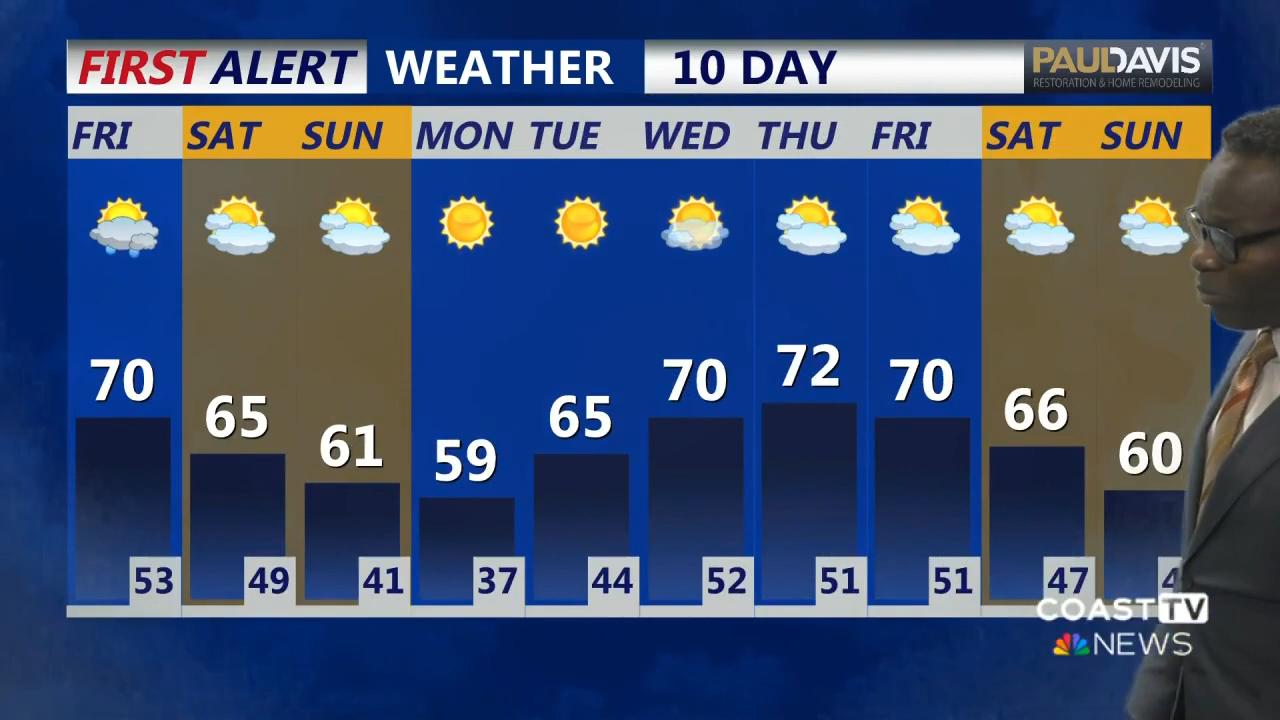 FIRST ALERT WEATHER 10 DAY PAUL DAVIS
RESTORATION & HOME REMODELING
FRI SAT SUN MON TUE WED THU FRI SAT SUN
70 65 61 59 65 70 72 70 66 60
53 49 41 37 44 52 51 51 47
COAST TV
NEWS